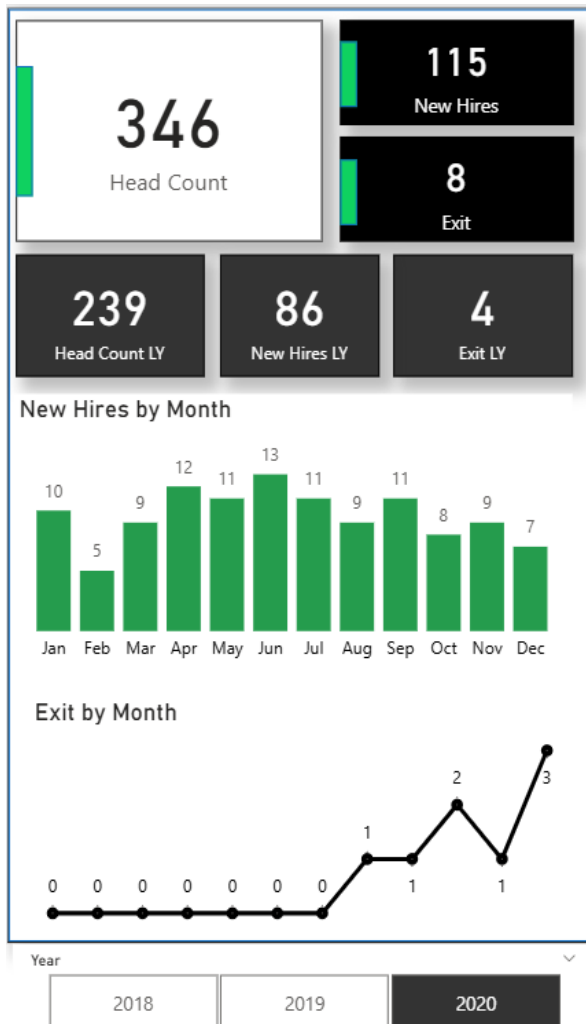 346
Head Count
115
New Hires
8
Exit
239
Head Count LY
86
New Hires LY
4
Exit LY
New Hires by Month
10
5
9
12
11
13
11
9
11
8
9
7
Jan Feb Mar Apr May Jun Jul Aug Sep Oct Nov Dec
Exit by Month
0 0 0 0 0 0 0 1 1 2 1 3
Year
2018 2019 2020